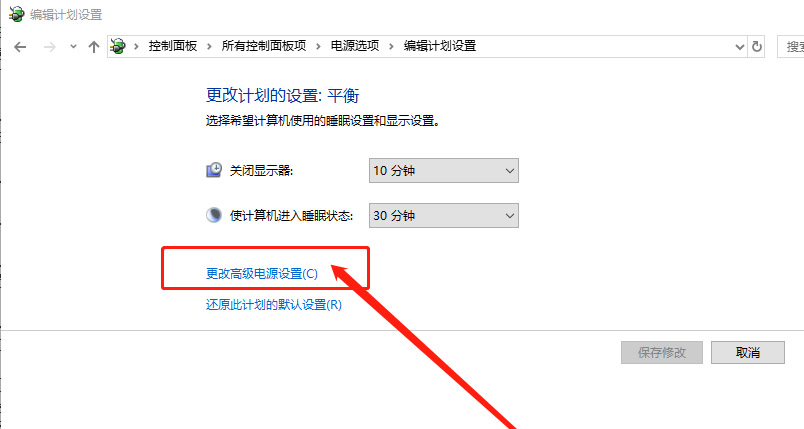 编辑计划设置
控制面板 > 所有控制面板项 > 电源选项 > 编辑计划设置
更改计划的设置: 平衡
选择希望计算机使用的睡眠设置和显示设置。
关闭显示器: 10 分钟
使计算机进入睡眠状态: 30 分钟
更改高级电源设置(C)
还原此计划的默认设置(R)
保存修改 取消